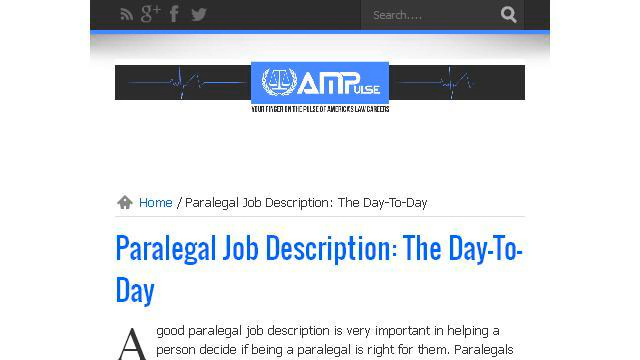 Search....
AMPULSE
YOUR FINGER ON THE PULSE OF AMERICA'S LAW CAREERS
Home / Paralegal Job Description: The Day-To-Day
Paralegal Job Description: The Day-To-
Day
A good paralegal job description is very important in helping a
person decide if being a paralegal is right for them. Paralegals